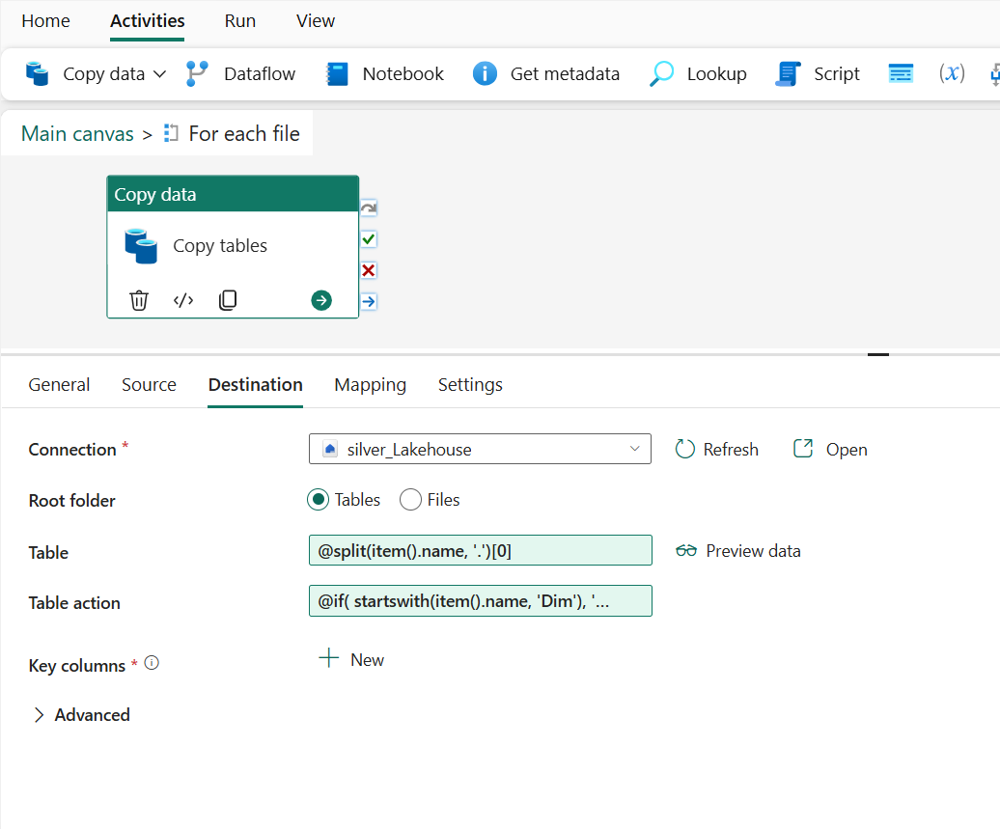 Home Activities Run View
Copy data Dataflow Notebook Get metadata Lookup Script (x)
Main canvas > For each file
Copy data
Copy tables
</>
General Source Destination Mapping Settings
Connection * silver_Lakehouse Refresh Open
Root folder Tables Files
Table @split(item().name, '.')[0] Preview data
Table action @if( startswith(item().name, 'Dim'), '...
Key columns * New
Advanced